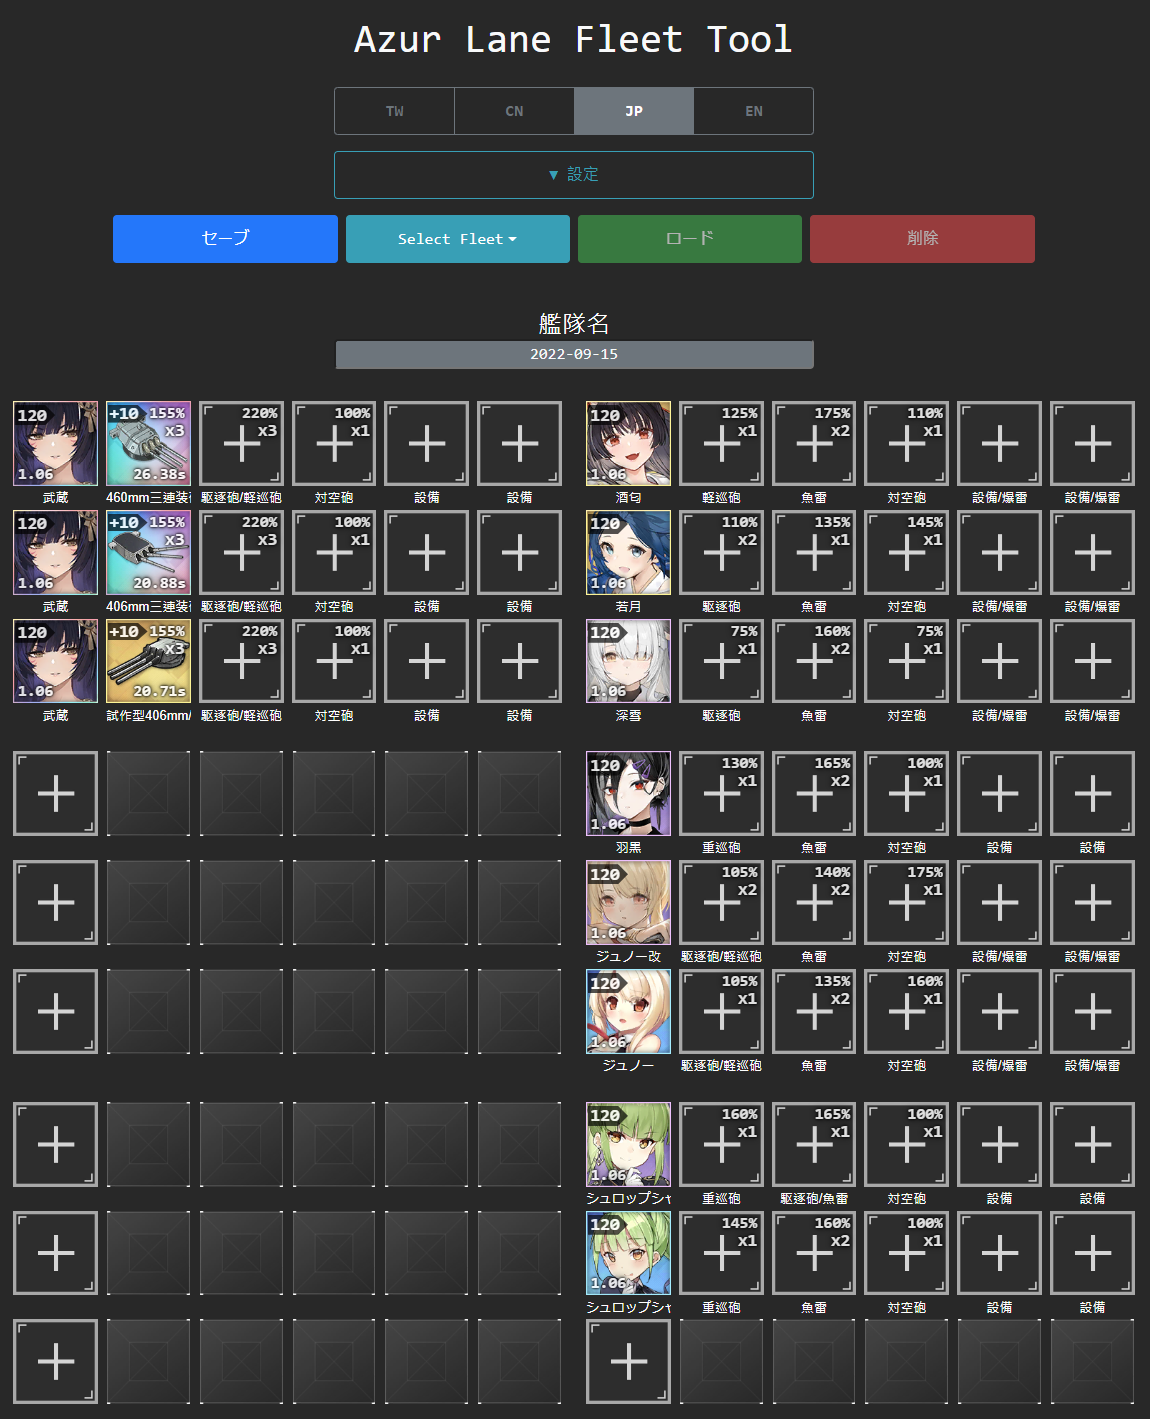 Azur Lane Fleet Tool
TW CN JP EN
▼ 設定
セーブ Select Fleet ロード 削除
艦隊名
2022-09-15
120 1.06 +10 155% x3 26.38s 220% x3 100% x1
武蔵 460mm三連装 駆逐砲/軽巡砲 対空砲 設備 設備
120 1.06 125% x1 175% x2 110% x1
酒匂 軽巡砲 魚雷 対空砲 設備/爆雷 設備/爆雷
120 1.06 +10 155% x3 20.88s 220% x3 100% x1
武蔵 406mm三連装 駆逐砲/軽巡砲 対空砲 設備 設備
120 1.06 110% x2 135% x1 145% x1
若月 駆逐砲 魚雷 対空砲 設備/爆雷 設備/爆雷
120 1.06 +10 155% x3 20.71s 220% x3 100% x1
武蔵 試作型406mm/ 駆逐砲/軽巡砲 対空砲 設備 設備
120 1.06 75% x1 160% x2 75% x1
深雪 駆逐砲 魚雷 対空砲 設備/爆雷 設備/爆雷
120 1.06 130% x1 165% x2 100% x1
羽黒 重巡砲 魚雷 対空砲 設備 設備
120 1.06 105% x2 140% x2 175% x1
ジュノー改 駆逐砲/軽巡砲 魚雷 対空砲 設備/爆雷 設備/爆雷
120 1.06 105% x1 135% x2 160% x1
ジュノー 駆逐砲/軽巡砲 魚雷 対空砲 設備/爆雷 設備/爆雷
120 1.06 160% x1 165% x1 100% x1
シュロップシャ 重巡砲 駆逐砲/魚雷 対空砲 設備 設備
120 1.06 145% x1 160% x2 100% x1
シュロップシャ 重巡砲 魚雷 対空砲 設備 設備